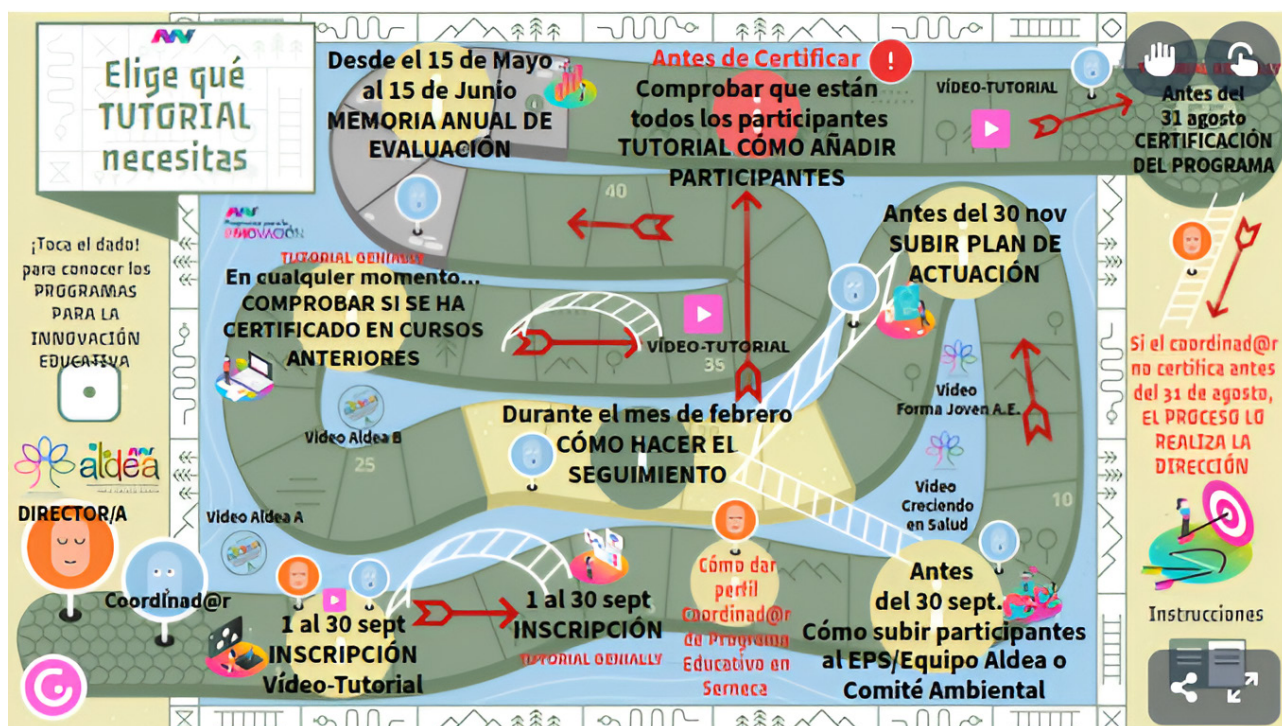 Elige qué
TUTORIAL
necesitas
¡Toca el dado!
para conocer los
PROGRAMAS
PARA LA
INNOVACIÓN
EDUCATIVA
aldea
DIRECTOR/A
Coordinad@r
Desde el 15 de Mayo
al 15 de Junio
MEMORIA ANUAL DE
EVALUACIÓN
Antes de Certificar
!
Comprobar que están
todos los participantes
TUTORIAL CÓMO AÑADIR
PARTICIPANTES
VÍDEO-TUTORIAL
TUTORIAL GENIALLY
Antes del
31 agosto
CERTIFICACIÓN
DEL PROGRAMA
40
INNOVACIÓN
TUTORIAL GENIALLY
En cualquier momento...
COMPROBAR SI SE HA
CERTIFICADO EN CURSOS
ANTERIORES
VÍDEO-TUTORIAL
35
Antes del 30 nov
SUBIR PLAN DE
ACTUACIÓN
Si el coordinad@r
no certifica antes
del 31 de agosto,
EL PROCESO LO
REALIZA LA
DIRECCIÓN
Video
Forma Joven A.E.
Video Aldea B
25
Durante el mes de febrero
CÓMO HACER EL
SEGUIMIENTO
Video
Creciendo
en Salud
10
Video Aldea A
1 al 30 sept
INSCRIPCIÓN
Vídeo-Tutorial
1 al 30 sept
INSCRIPCIÓN
TUTORIAL GENIALLY
Cómo dar
perfil
Coordinad@r
de Programa
Educativo en
Serneca
Antes
del 30 sept.
Cómo subir participantes
al EPS/Equipo Aldea o
Comité Ambiental
Instrucciones